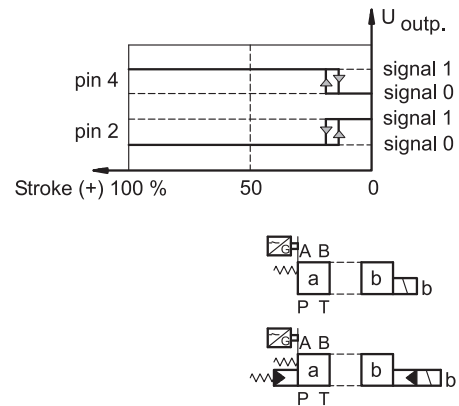 U outp.
signal 1
pin 4
signal 0
signal 1
pin 2
signal 0
Stroke (+) 100 % 50 0
G A B
a b b
P T
G A B
a b b
P T